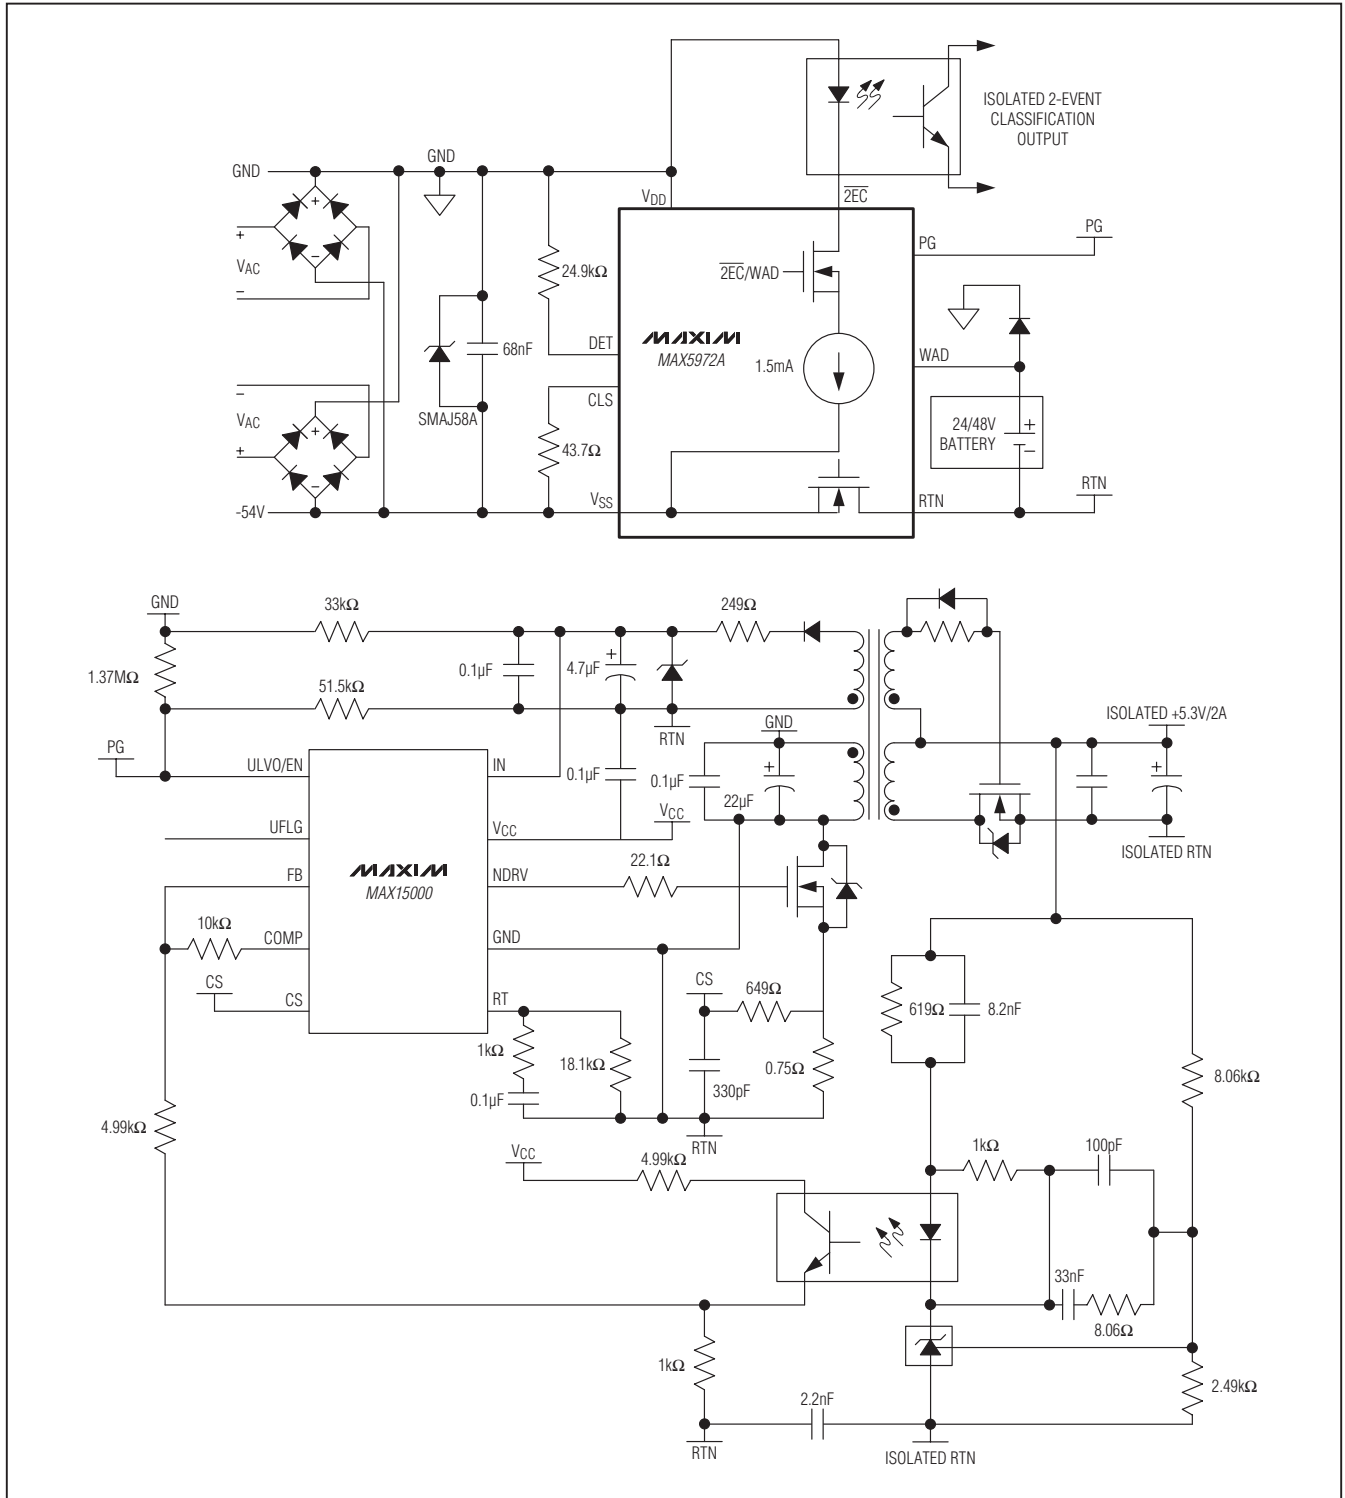 ISOLATED 2-EVENT
CLASSIFICATION
OUTPUT
GND
GND
VDD
2EC
PG
PG
+
VAC
−
+
−
24.9kΩ
2EC/WAD
DET
MAXIM
MAX5972A
1.5mA
WAD
68nF
SMAJ58A
CLS
−
VAC
+
+
−
43.7Ω
24/48V
BATTERY
+
−
-54V
VSS
RTN
RTN
GND
33kΩ
249Ω
1.37MΩ
0.1µF
4.7µF
+
51.5kΩ
RTN
GND
ISOLATED +5.3V/2A
PG
ULVO/EN
IN
0.1µF
0.1µF
+
22µF
+
UFLG
VCC
VCC
ISOLATED RTN
FB
MAXIM
MAX15000
NDRV
22.1Ω
10kΩ
COMP
GND
CS
CS
RT
CS
649Ω
619Ω
8.2nF
1kΩ
18.1kΩ
0.75Ω
330pF
0.1µF
8.06kΩ
4.99kΩ
RTN
VCC
4.99kΩ
1kΩ
100pF
33nF
8.06Ω
1kΩ
2.49kΩ
2.2nF
RTN
ISOLATED RTN